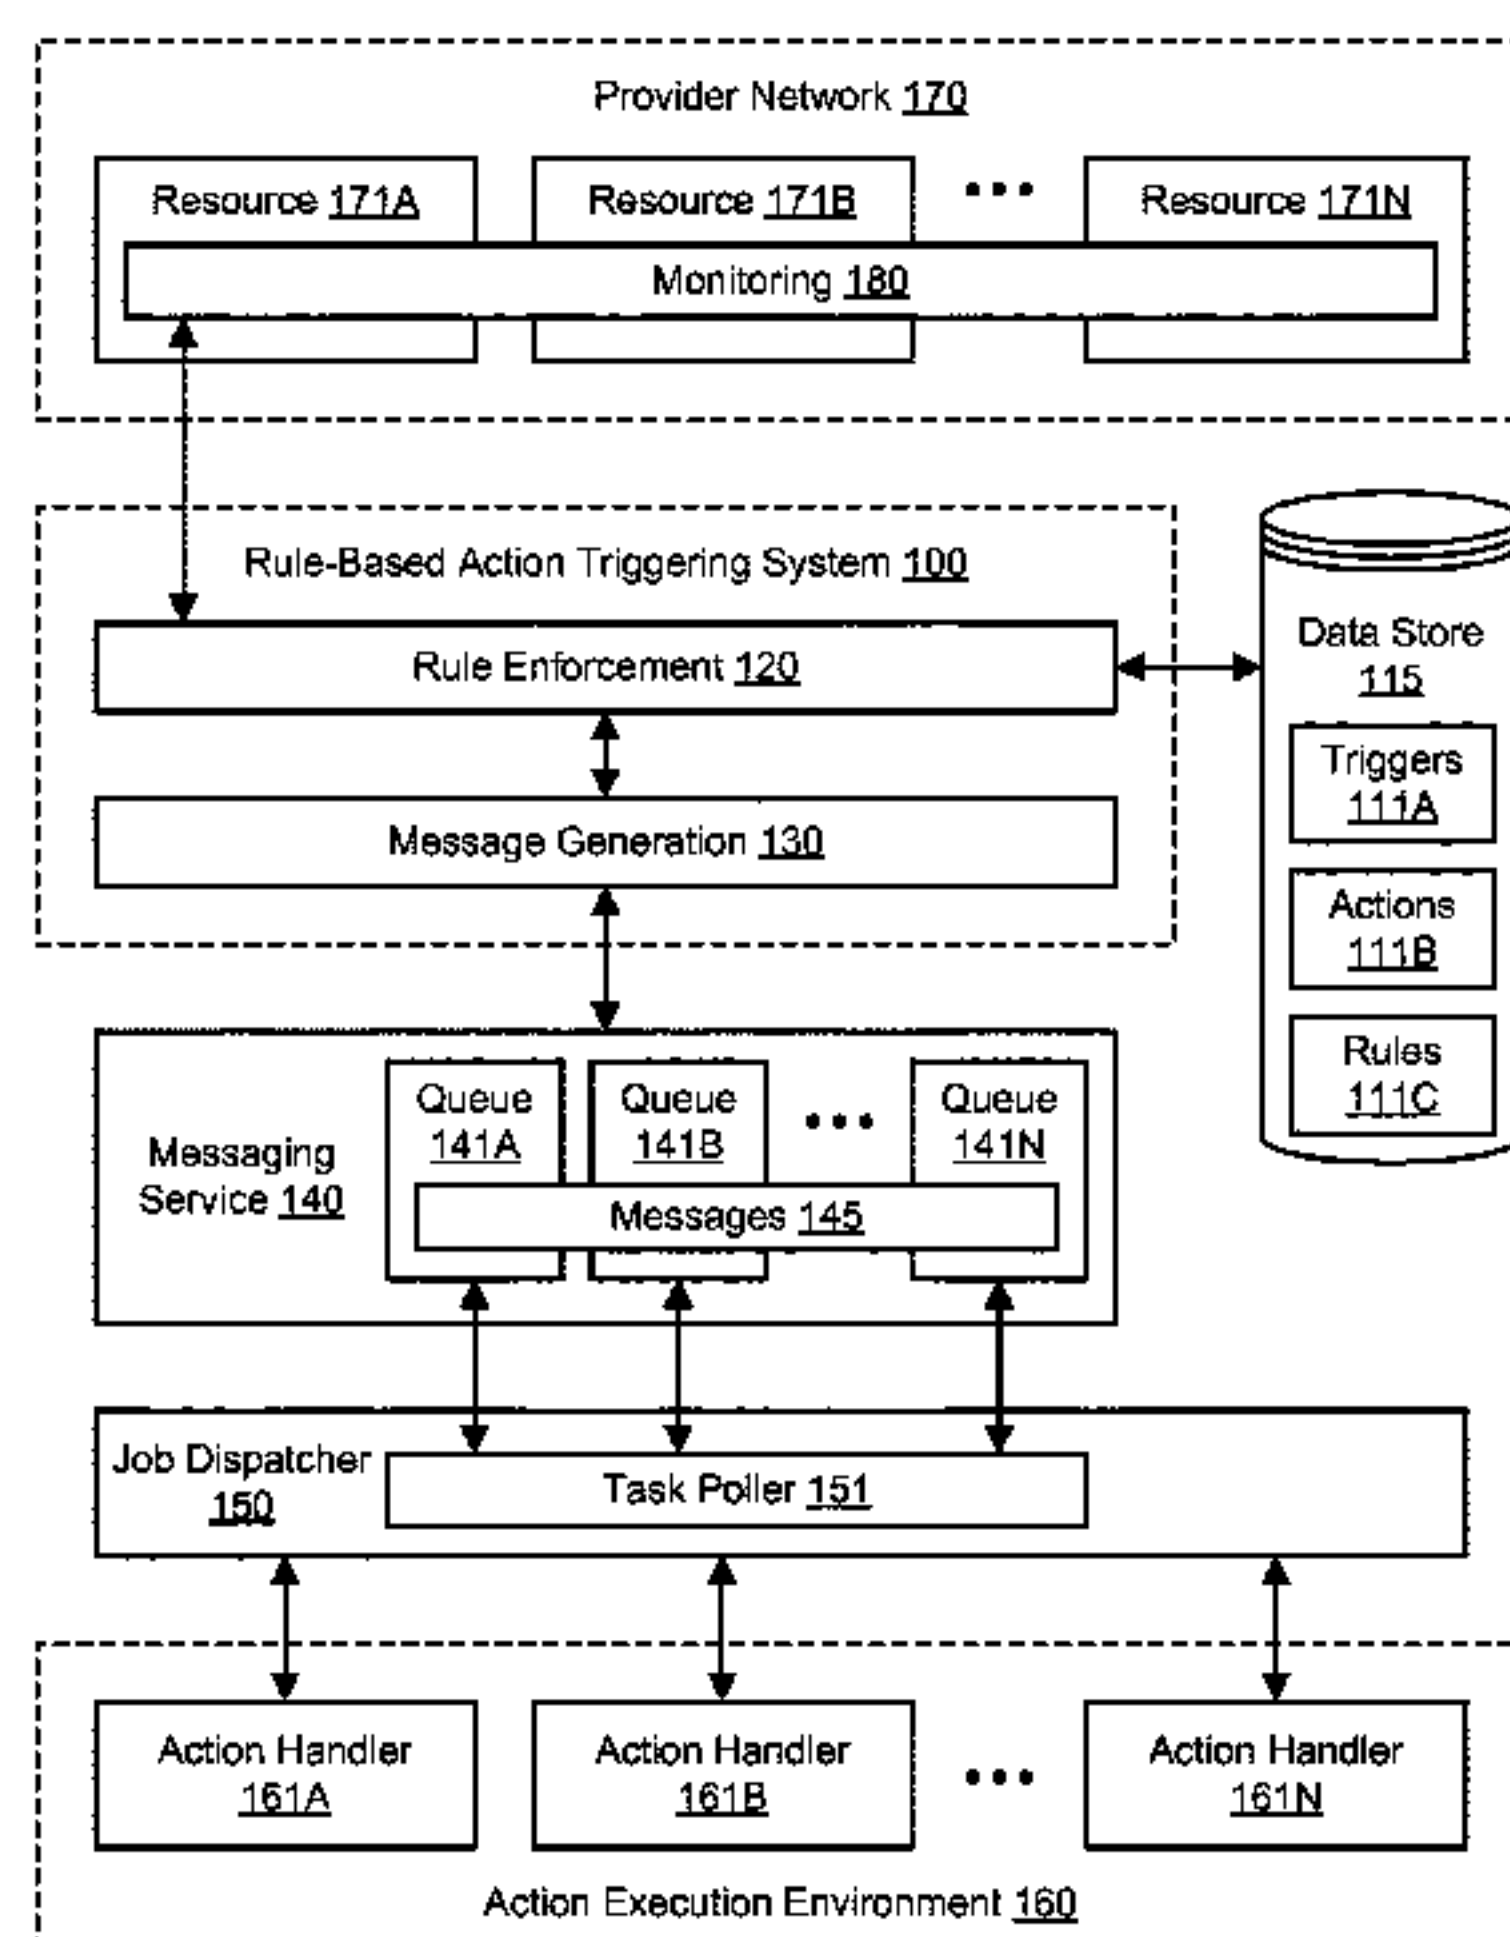 Provider Network 170
Resource 171A
Resource 171B
Resource 171N
Monitoring 180
Rule-Based Action Triggering System 100
Rule Enforcement 120
Message Generation 130
Data Store
115
Triggers
111A
Actions
111B
Rules
111C
Messaging
Service 140
Queue
141A
Queue
141B
Queue
141N
Messages 145
Job Dispatcher
150
Task Poller 151
Action Handler
161A
Action Handler
161B
Action Handler
161N
Action Execution Environment 160